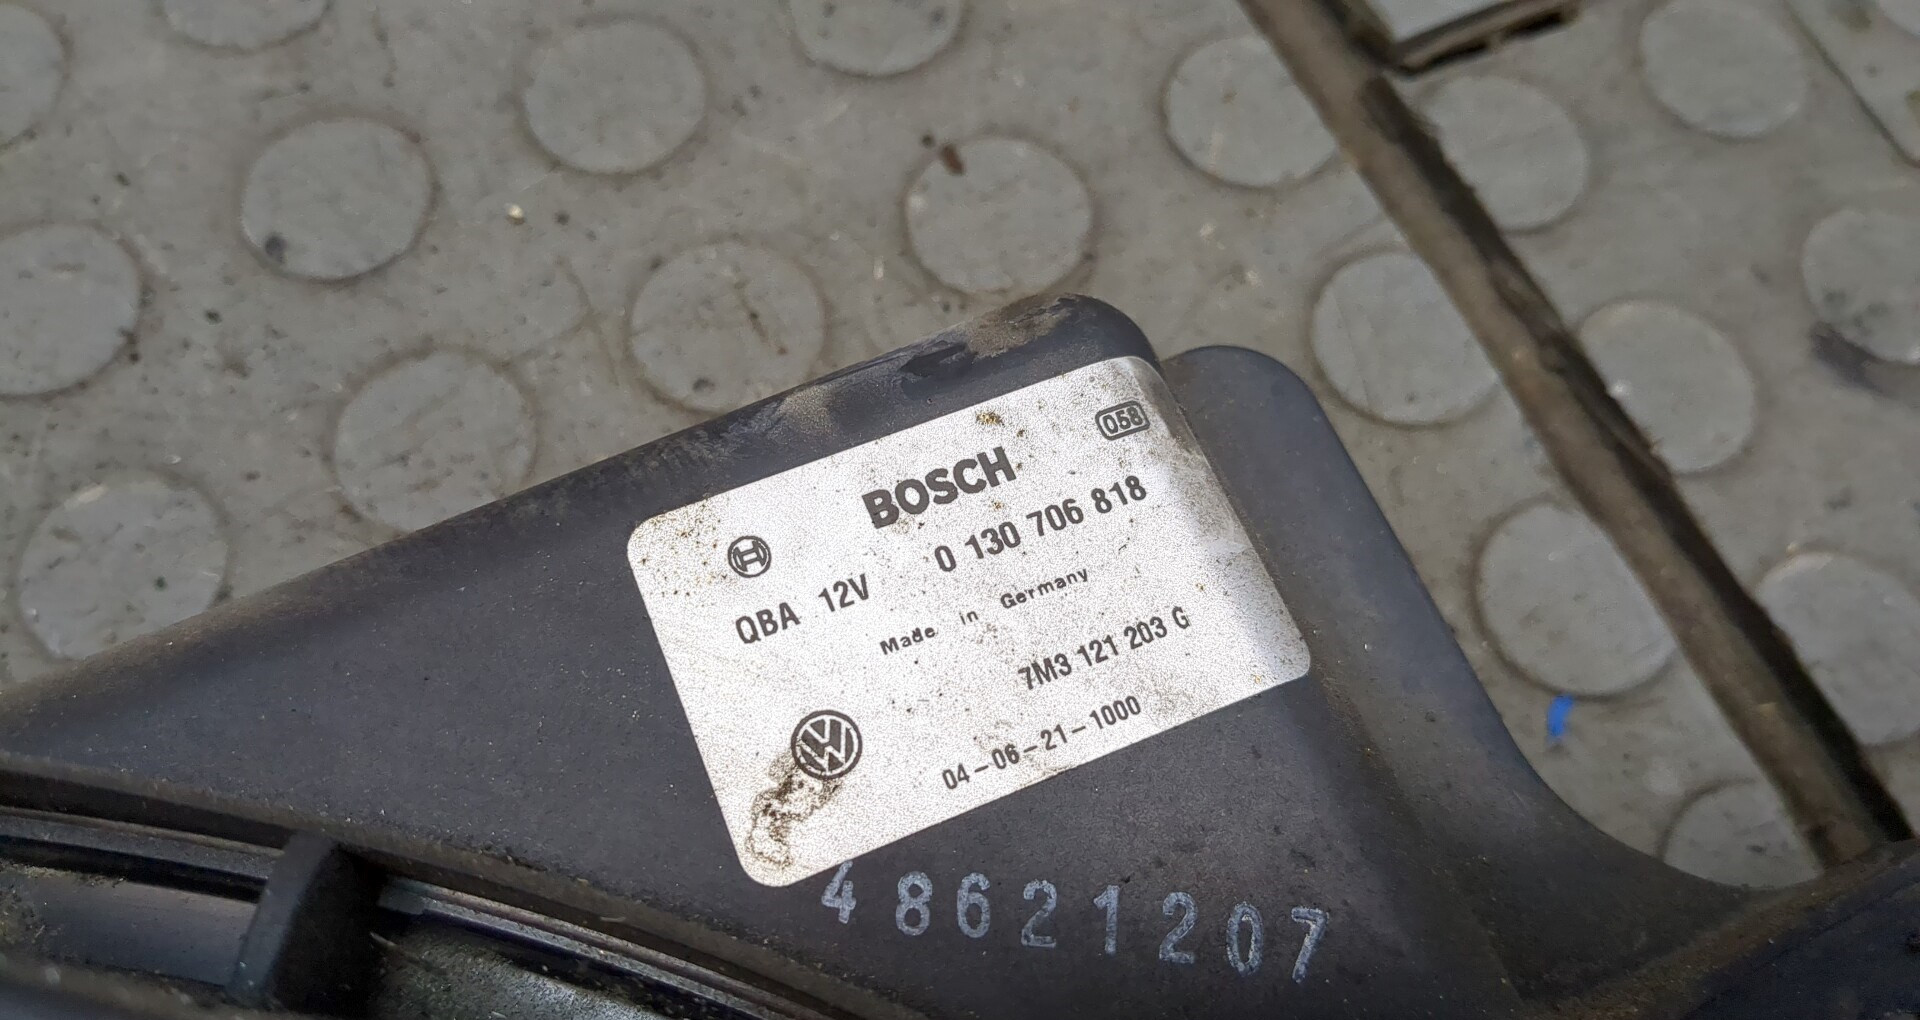 058
BOSCH
QBA 12V 0 130 706 818
Made in Germany
7M3 121 203 G
04-06-21-1000
48621207